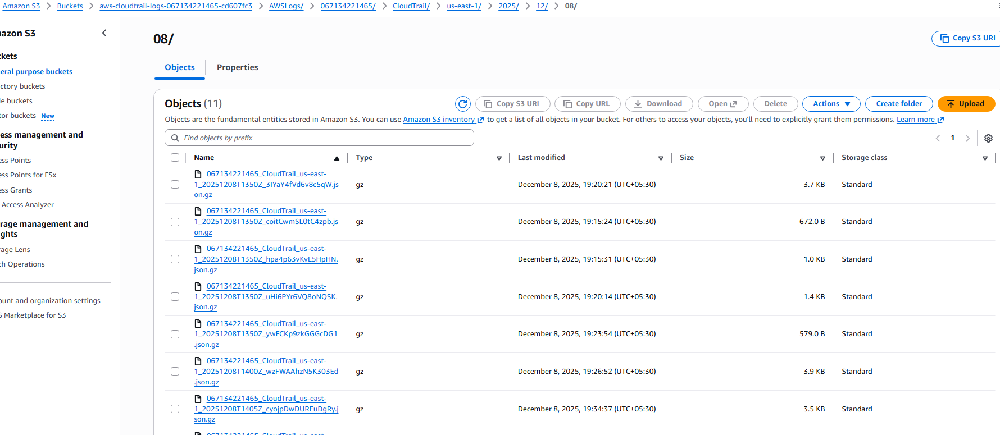 Amazon S3 > Buckets > aws-cloudtrail-logs-067134221465-cd607fc3 > AWSLogs/ > 067134221465/ > CloudTrail/ > us-east-1/ > 2025/ > 12/ > 08/
azon S3
08/
Copy S3 URI
kets
eral purpose buckets
ctory buckets
le buckets
tor buckets New
ess management and
urity
ess Points
ess Points for FSx
ess Grants
Access Analyzer
rage management and
ghts
rage Lens
ch Operations
ount and organization settings
S Marketplace for S3
Objects Properties
Objects (11) Copy S3 URI Copy URL Download Open Delete Actions Create folder Upload
Objects are the fundamental entities stored in Amazon S3. You can use Amazon S3 inventory to get a list of all objects in your bucket. For others to access your objects, you'll need to explicitly grant them permissions. Learn more
Find objects by prefix 1
Name Type Last modified Size Storage class
067134221465_CloudTrail_us-east-
1_20251208T1350Z_3IYaY4fVd6v8c5qW.js gz December 8, 2025, 19:20:21 (UTC+05:30) 3.7 KB Standard
on.gz
067134221465_CloudTrail_us-east-
1_20251208T1350Z_coitCwmSL0tC4zpb.js gz December 8, 2025, 19:15:24 (UTC+05:30) 672.0 B Standard
on.gz
067134221465_CloudTrail_us-east-
1_20251208T1350Z_hpa4p63vKvL5HpHN. gz December 8, 2025, 19:15:31 (UTC+05:30) 1.0 KB Standard
json.gz
067134221465_CloudTrail_us-east-
1_20251208T1350Z_uHi6PYr6VQ8oNQSK. gz December 8, 2025, 19:20:14 (UTC+05:30) 1.4 KB Standard
json.gz
067134221465_CloudTrail_us-east-
1_20251208T1350Z_ywFCKp9zkGGGcDG1 gz December 8, 2025, 19:23:54 (UTC+05:30) 579.0 B Standard
.json.gz
067134221465_CloudTrail_us-east-
1_20251208T1400Z_wzFWAAhzN5K303Ed gz December 8, 2025, 19:26:52 (UTC+05:30) 3.9 KB Standard
.json.gz
067134221465_CloudTrail_us-east-
1_20251208T1405Z_cyojpDwDUREuDgRy.j gz December 8, 2025, 19:34:37 (UTC+05:30) 3.5 KB Standard
son.gz